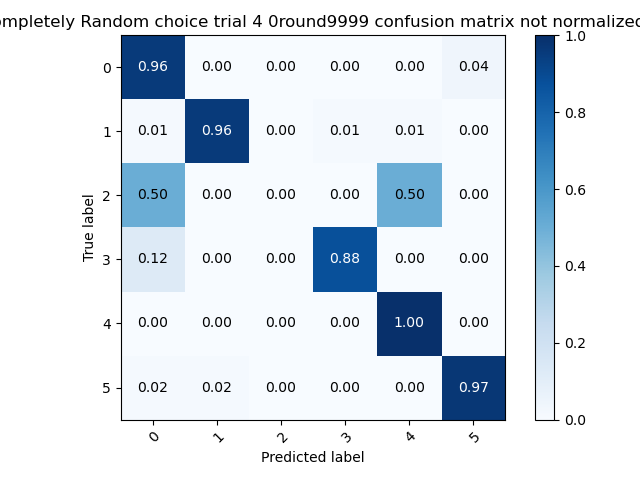 ompletely Random choice trial 4 0round9999 confusion matrix not normalized
True label
0 0.96 0.00 0.00 0.00 0.00 0.04
1 0.01 0.96 0.00 0.01 0.01 0.00
2 0.50 0.00 0.00 0.00 0.50 0.00
3 0.12 0.00 0.00 0.88 0.00 0.00
4 0.00 0.00 0.00 0.00 1.00 0.00
5 0.02 0.02 0.00 0.00 0.00 0.97
0 1 2 3 4 5
Predicted label
1.0
0.8
0.6
0.4
0.2
0.0